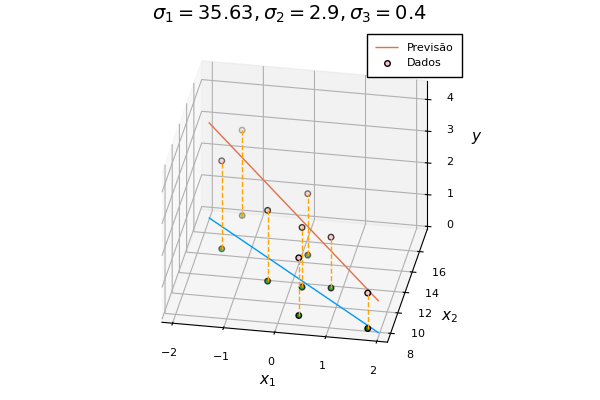 σ₁ = 35.63, σ₂ = 2.9, σ₃ = 0.4
Previsão
Dados
4
3
2
1
0
y
16
14
12
10
8
x₂
−2
−1
0
1
2
x₁